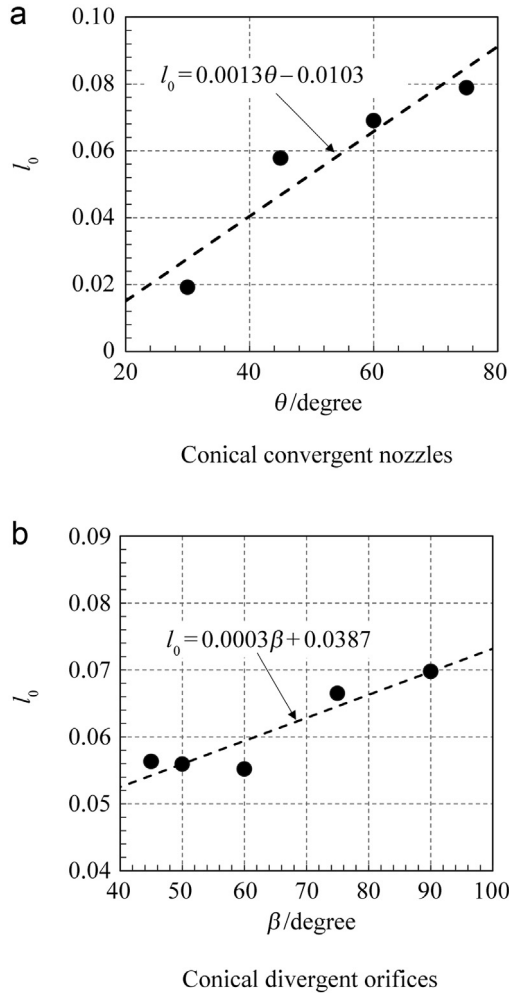 a
0.10
0.08
0.06
0.04
0.02
0
l₀
l₀=0.0013θ−0.0103
20
40
60
80
θ/degree
Conical convergent nozzles
b
0.09
0.08
0.07
0.06
0.05
0.04
l₀
l₀=0.0003β+0.0387
40
50
60
70
80
90
100
β/degree
Conical divergent orifices